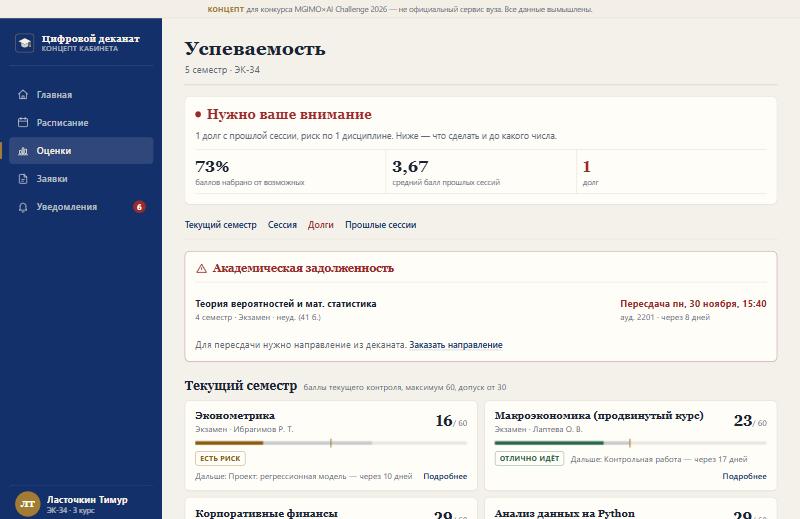 КОНЦЕПТ для конкурса MGIMO×AI Challenge 2026 — не официальный сервис вуза. Все данные вымышлены.
Цифровой деканат
КОНЦЕПТ КАБИНЕТА
Главная
Расписание
Оценки
Заявки
Уведомления 6
ЛТ
Ласточкин Тимур
ЭК-34 · 3 курс
Успеваемость
5 семестр · ЭК-34
Нужно ваше внимание
1 долг с прошлой сессии, риск по 1 дисциплине. Ниже — что сделать и до какого числа.
73% 3,67 1
баллов набрано от возможных средний балл прошлых сессий долг
Текущий семестр Сессия Долги Прошлые сессии
Академическая задолженность
Теория вероятностей и мат. статистика Пересдача пн, 30 ноября, 15:40
4 семестр · Экзамен · неуд. (41 б.) ауд. 2201 · через 8 дней
Для пересдачи нужно направление из деканата. Заказать направление
Текущий семестр баллы текущего контроля, максимум 60, допуск от 30
Эконометрика 16 / 60
Экзамен · Ибрагимов Р. Т.
ЕСТЬ РИСК
Дальше: Проект: регрессионная модель — через 10 дней Подробнее
Макроэкономика (продвинутый курс) 23 / 60
Экзамен · Лаптева О. В.
ОТЛИЧНО ИДЁТ Дальше: Контрольная работа — через 17 дней
Подробнее
Корпоративные финансы 29 / 60
Анализ данных на Python 29 / 60